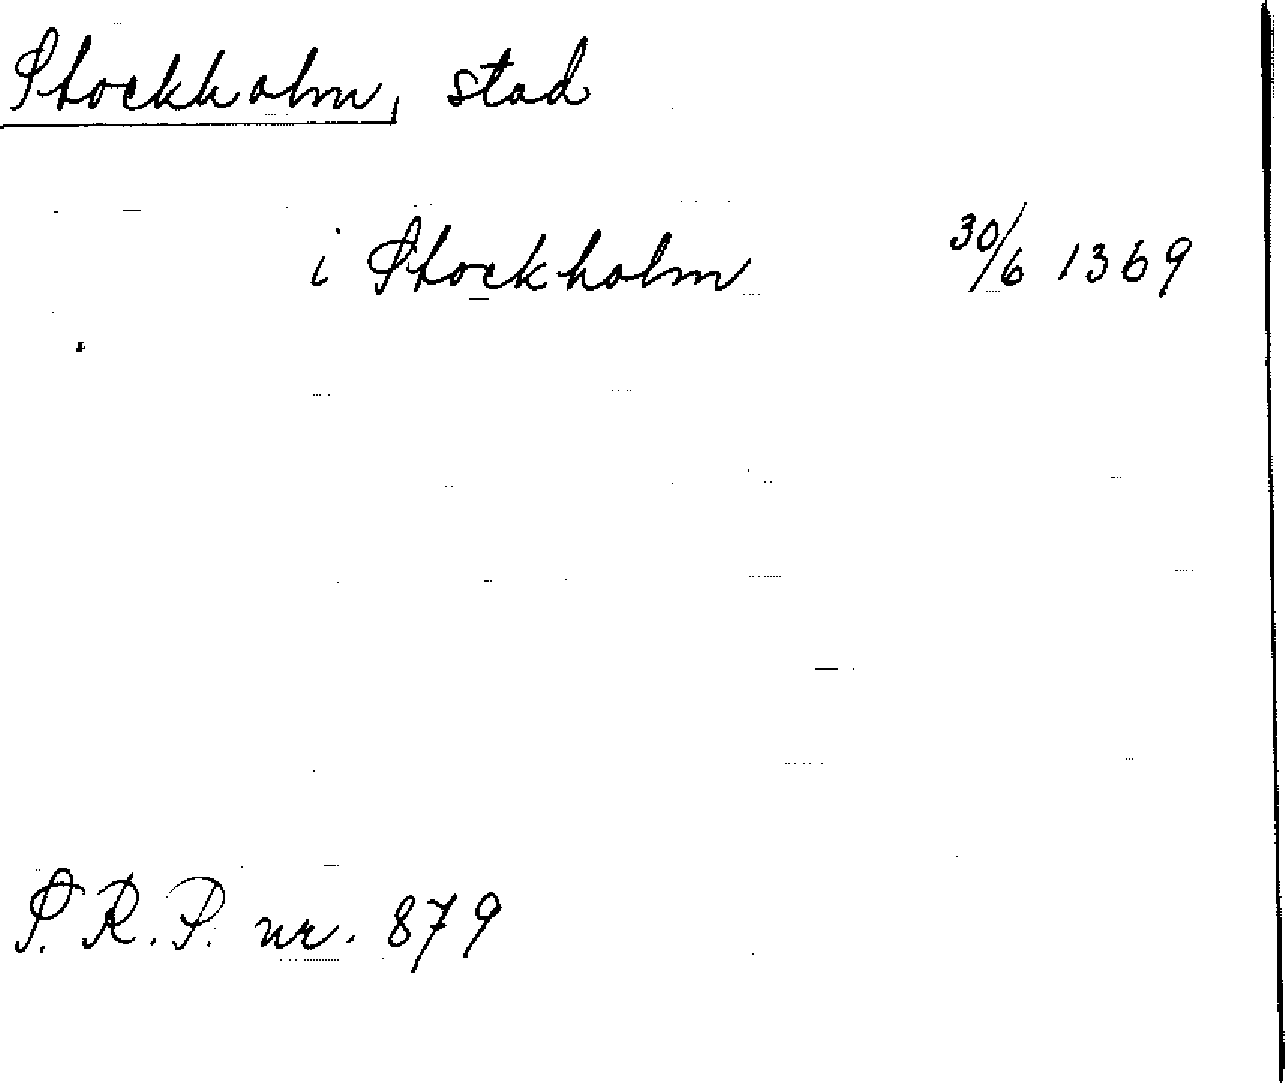 Stockholm, stad
i Stockholm 30/6 1369
S.R.P. nr. 879